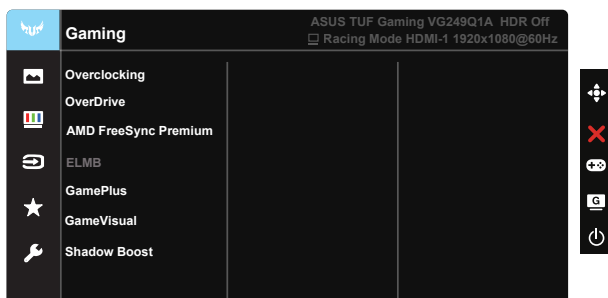 Gaming
ASUS TUF Gaming VG249Q1A HDR Off
Racing Mode HDMI-1 1920x1080@60Hz
Overclocking
OverDrive
AMD FreeSync Premium
ELMB
GamePlus
GameVisual
Shadow Boost
G